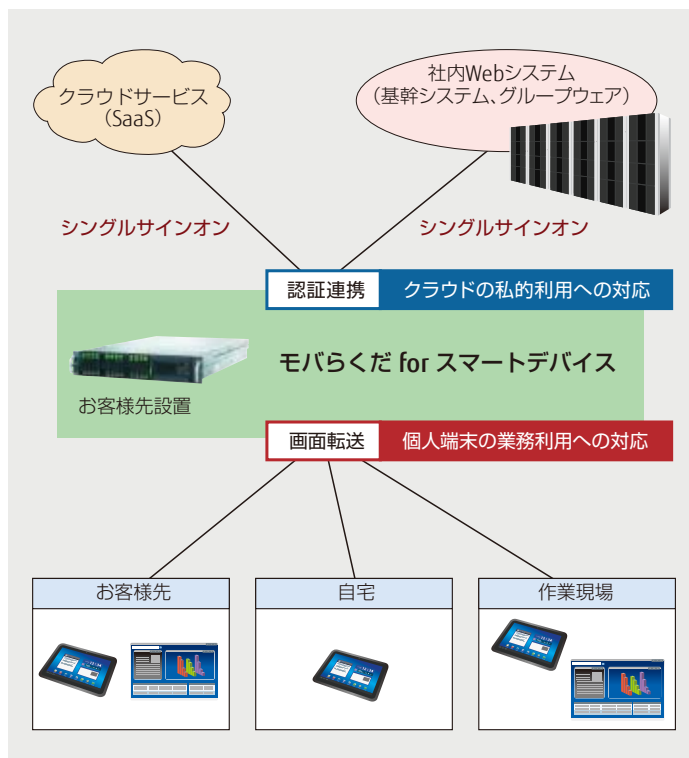 クラウドサービス
（SaaS）
社内Webシステム
（基幹システム、グループウェア）
シングルサインオン
シングルサインオン
認証連携
クラウドの私的利用への対応
モバらくだ for スマートデバイス
お客様先設置
画面転送
個人端末の業務利用への対応
お客様先
自宅
作業現場